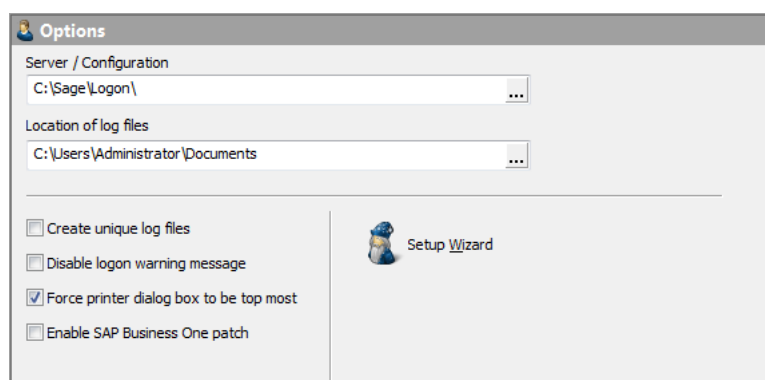 Options
Server / Configuration
C:\Sage\Logon\
...
Location of log files
C:\Users\Administrator\Documents
...
Create unique log files
Disable logon warning message
Force printer dialog box to be top most
Enable SAP Business One patch
Setup Wizard